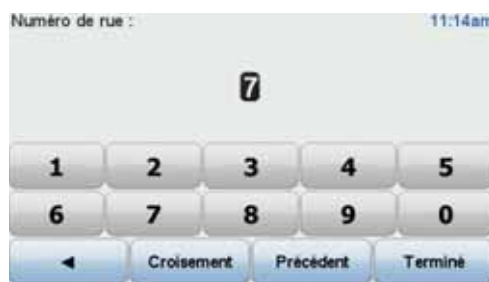 Numéro de rue : 11:14am
7
1 2 3 4 5
6 7 8 9 0
◄ Croisement Précédent Terminé